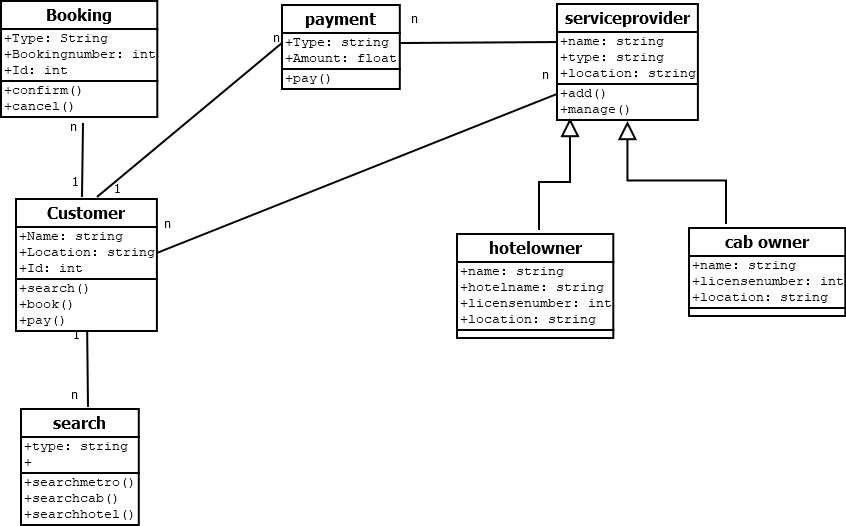 Booking
+Type: String
+Bookingnumber: int
+Id: int
+confirm()
+cancel()
payment
+Type: string
+Amount: float
+pay()
serviceprovider
+name: string
+type: string
+location: string
+add()
+manage()
n
n
n
n
1
1
n
Customer
+Name: string
+Location: string
+Id: int
+search()
+book()
+pay()
hotelowner
+name: string
+hotelname: string
+licensenumber: int
+location: string
cab owner
+name: string
+licensenumber: int
+location: string
1
n
search
+type: string
+
+searchmetro()
+searchcab()
+searchhotel()